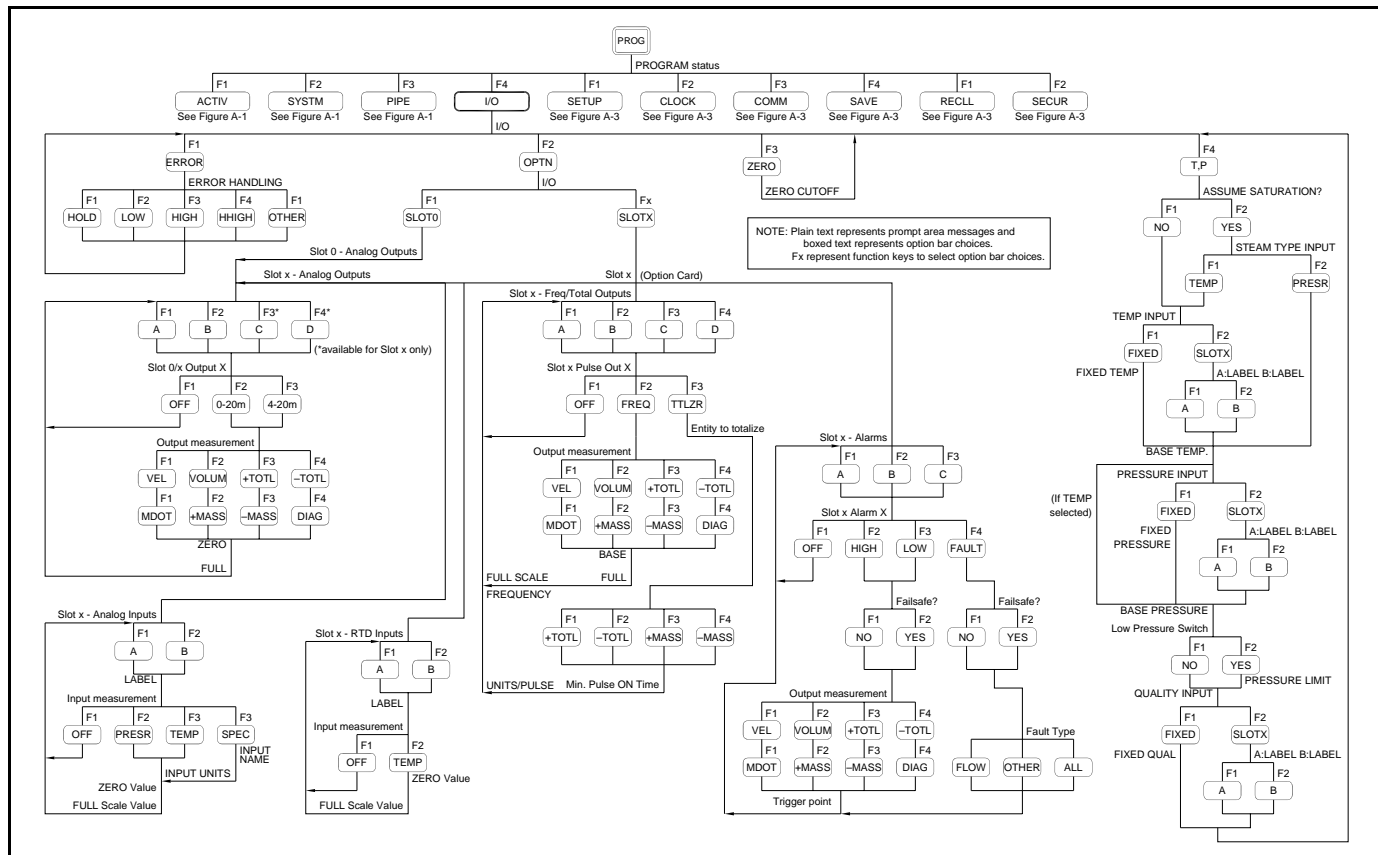 PROG
PROGRAM status
F1 F2 F3 F4 F1 F2 F3 F4 F1 F2
ACTIV SYSTM PIPE I/O SETUP CLOCK COMM SAVE RECLL SECUR
See Figure A-1 See Figure A-1 See Figure A-1 See Figure A-3 See Figure A-3 See Figure A-3 See Figure A-3 See Figure A-3 See Figure A-3
I/O
F1
ERROR
ERROR HANDLING
F1 F2 F3 F4 F1
HOLD LOW HIGH HHIGH OTHER
F2
OPTN
I/O
F1 Fx
SLOT0 SLOTX
F3
ZERO
ZERO CUTOFF
NOTE: Plain text represents prompt area messages and
boxed text represents option bar choices.
Fx represent function keys to select option bar choices.
Slot 0 - Analog Outputs
Slot x - Analog Outputs
Slot x (Option Card)
F1 F2 F3* F4*
A B C D
(*available for Slot x only)
Slot 0/x Output X
F1 F2 F3
OFF 0-20m 4-20m
Output measurement
F1 F2 F3 F4
VEL VOLUM +TOTL –TOTL
F1 F2 F3 F4
MDOT +MASS –MASS DIAG
ZERO
FULL
Slot x - Freq/Total Outputs
F1 F2 F3 F4
A B C D
Slot x Pulse Out X
F1 F2 F3
OFF FREQ TTLZR
Entity to totalize
Output measurement
F1 F2 F3 F4
VEL VOLUM +TOTL –TOTL
F1 F2 F3 F4
MDOT +MASS –MASS DIAG
BASE
FULL SCALE FULL
FREQUENCY
F1 F2 F3 F4
+TOTL –TOTL +MASS –MASS
UNITS/PULSE Min. Pulse ON Time
Slot x - Analog Inputs
F1 F2
A B
LABEL
Input measurement
F1 F2 F3 F3
OFF PRESR TEMP SPEC
INPUT
NAME
INPUT UNITS
ZERO Value
FULL Scale Value
Slot x - RTD Inputs
F1 F2
A B
LABEL
Input measurement
F1 F2
OFF TEMP
ZERO Value
FULL Scale Value
Slot x - Alarms
F1 F2 F3
A B C
Slot x Alarm X
F1 F2 F3 F4
OFF HIGH LOW FAULT
Failsafe? Failsafe?
F1 F2 F1 F2
NO YES NO YES
Output measurement
F1 F2 F3 F4
VEL VOLUM +TOTL –TOTL
F1 F2 F3 F4
MDOT +MASS –MASS DIAG
Trigger point
Fault Type
FLOW OTHER ALL
F4
T,P
ASSUME SATURATION?
F1 F2
NO YES
STEAM TYPE INPUT
F1 F2
TEMP PRESR
TEMP INPUT
F1 F2
FIXED SLOTX
FIXED TEMP A:LABEL B:LABEL
F1 F2
A B
BASE TEMP.
(If TEMP
selected)
PRESSURE INPUT
F1 F2
FIXED SLOTX
FIXED
PRESSURE
A:LABEL B:LABEL
F1 F2
A B
BASE PRESSURE
Low Pressure Switch
F1 F2
NO YES
PRESSURE LIMIT
QUALITY INPUT
F1 F2
FIXED SLOTX
FIXED QUAL A:LABEL B:LABEL
F1 F2
A B